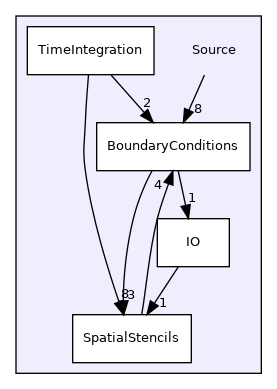 TimeIntegration
Source
2
8
BoundaryConditions
4
1
IO
8
3
1
SpatialStencils